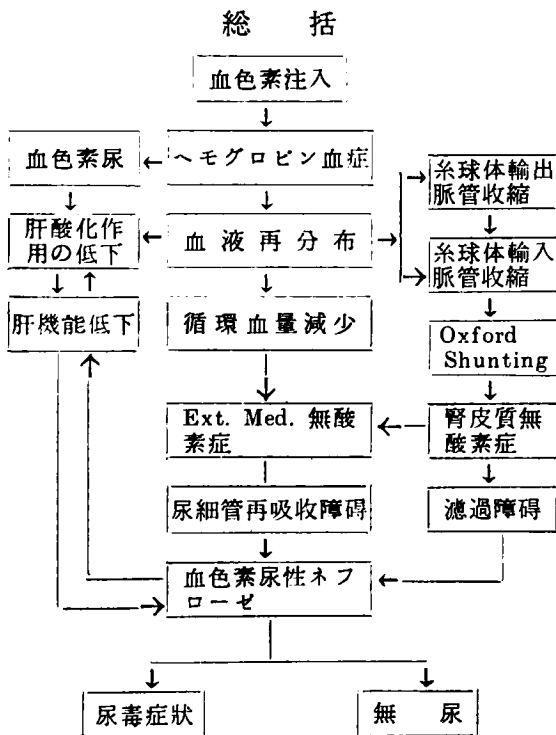 総　　括
血色素注入
↓
血色素尿 ← ヘモグロビン血症
↓ ↓
→ 糸球体輸出
脈管収縮
肝酸化作
用の低下 ← 血液再分布 →
↓
→ 糸球体輸入
脈管収縮
↓ ↑ ↓ ↓
肝機能低下
循環血量減少
Oxford
Shunting
↓ ↓
Ext. Med. 無酸
素症 ← 腎皮質無
酸素症
↓
尿細管再吸収障碍
濾過障碍
↓
→ 血色素尿性ネフ
ローゼ ←
↓ ↓
尿毒症状
無　　尿